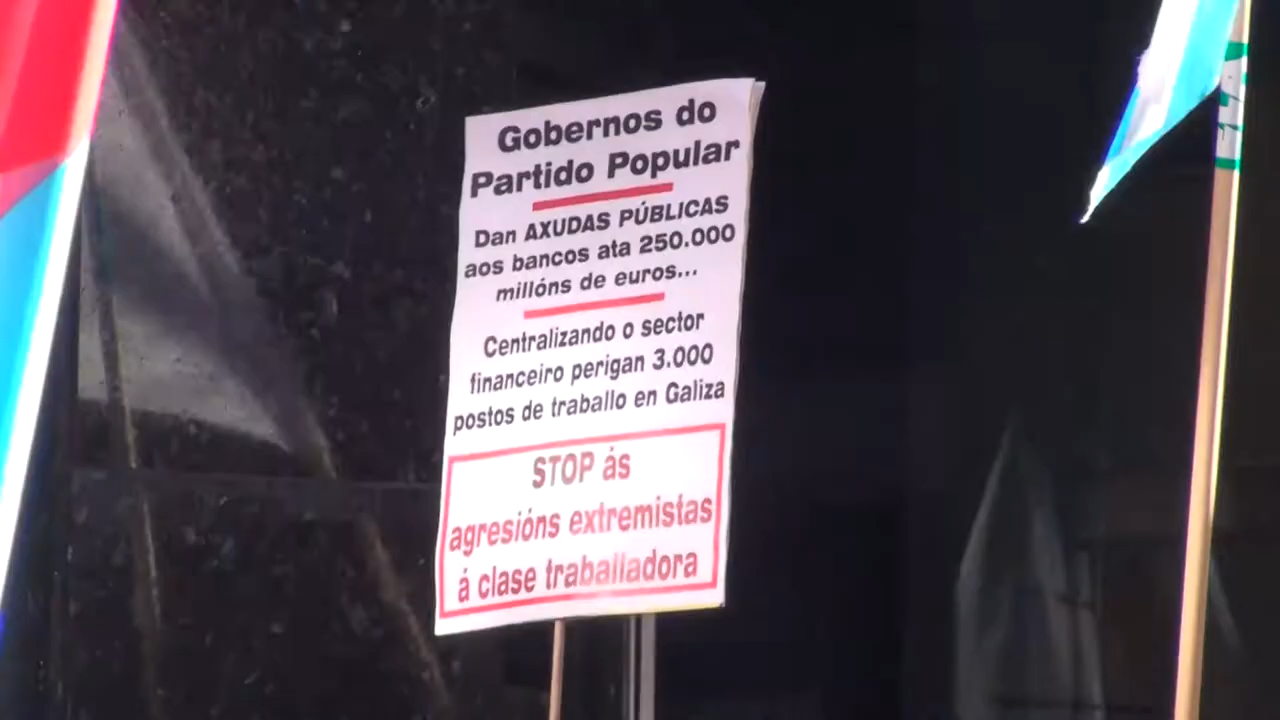 Gobernos do
Partido Popular
Dan AXUDAS PÚBLICAS
aos bancos ata 250.000
millóns de euros...
Centralizando o sector
financeiro perigan 3.000
postos de traballo en Galiza
STOP ás
agresións extremistas
á clase traballadora